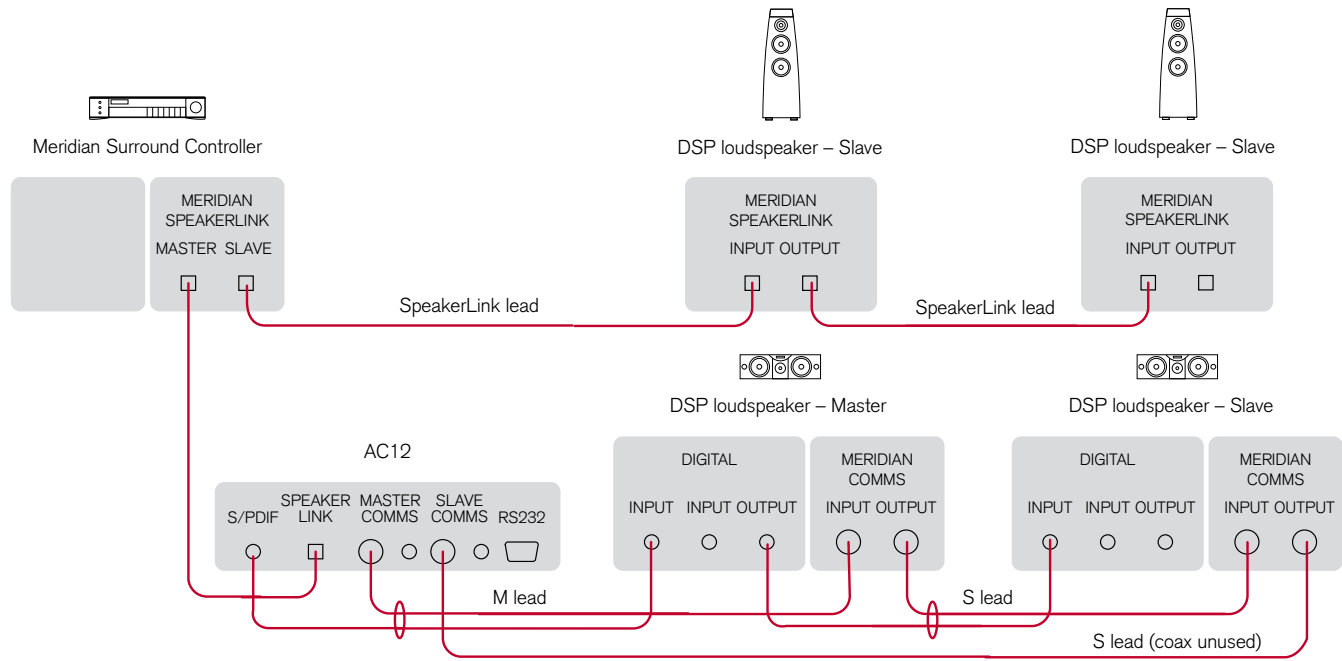 Meridian Surround Controller
DSP loudspeaker – Slave
DSP loudspeaker – Slave
MERIDIAN
SPEAKERLINK
MASTER SLAVE
MERIDIAN
SPEAKERLINK
INPUT OUTPUT
MERIDIAN
SPEAKERLINK
INPUT OUTPUT
SpeakerLink lead
SpeakerLink lead
DSP loudspeaker – Master
DSP loudspeaker – Slave
AC12
S/PDIF
SPEAKER
LINK
MASTER
COMMS
SLAVE
COMMS
RS232
DIGITAL
INPUT INPUT OUTPUT
MERIDIAN
COMMS
INPUT OUTPUT
DIGITAL
INPUT INPUT OUTPUT
MERIDIAN
COMMS
INPUT OUTPUT
M lead
S lead
S lead (coax unused)